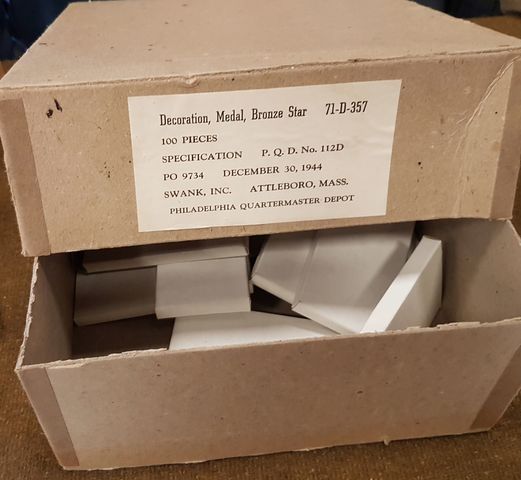 Decoration, Medal, Bronze Star 71-D-357
100 PIECES
SPECIFICATION P. Q. D. No. 112D
PO 9734 DECEMBER 30, 1944
SWANK, INC. ATTLEBORO, MASS.
PHILADELPHIA QUARTERMASTER DEPOT